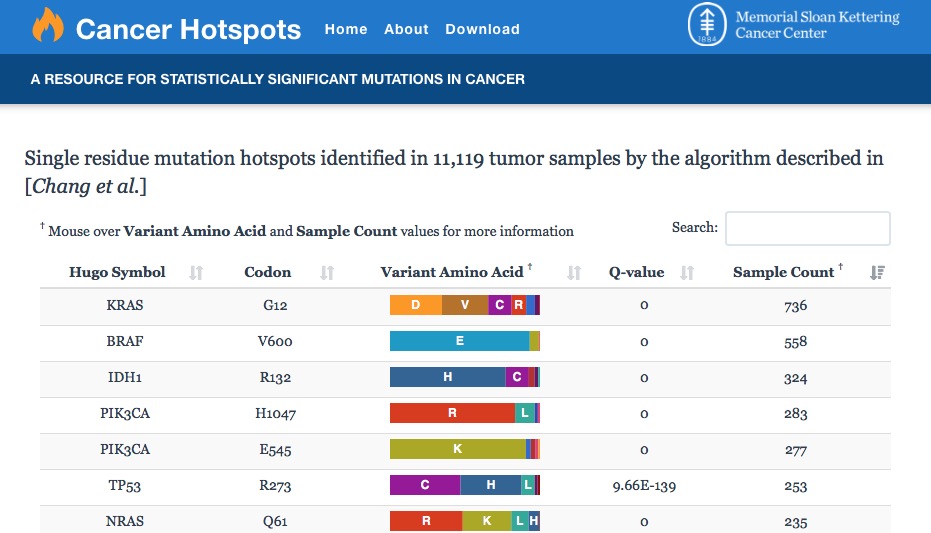 Cancer Hotspots Home About Download
1884
Memorial Sloan Kettering
Cancer Center
A RESOURCE FOR STATISTICALLY SIGNIFICANT MUTATIONS IN CANCER
Single residue mutation hotspots identified in 11,119 tumor samples by the algorithm described in
[Chang et al.]
† Mouse over Variant Amino Acid and Sample Count values for more information
Search:
Hugo Symbol Codon Variant Amino Acid † Q-value Sample Count †
KRAS G12 D V C R 0 736
BRAF V600 E 0 558
IDH1 R132 H C 0 324
PIK3CA H1047 R L 0 283
PIK3CA E545 K 0 277
TP53 R273 C H L 9.66E-139 253
NRAS Q61 R K L H 0 235